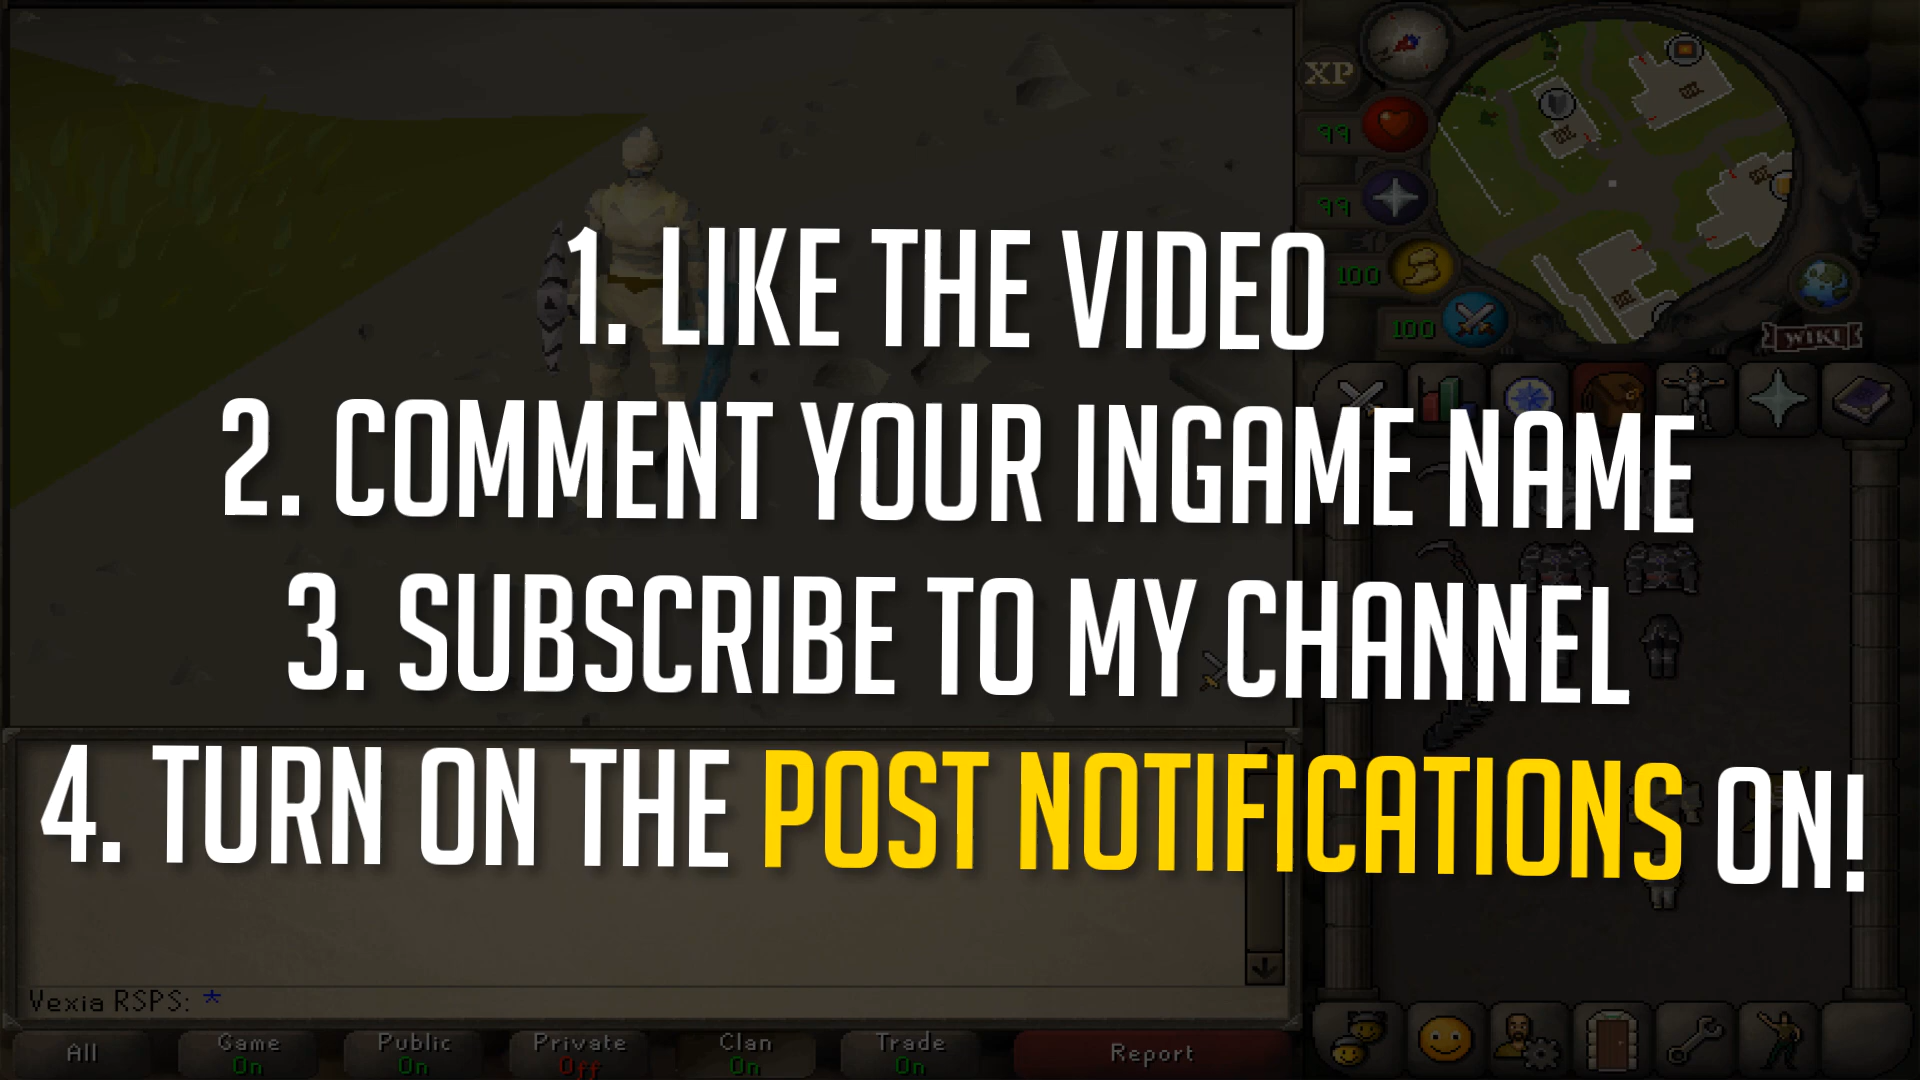 XP
99
99
1. LIKE THE VIDEO
100
100
WIKI
2. COMMENT YOUR INGAME NAME
3. SUBSCRIBE TO MY CHANNEL
4. TURN ON THE POST NOTIFICATIONS ON!
Vexia RSPS: *
All
Game
On
Public
On
Private
Off
Clan
On
Trade
On
Report